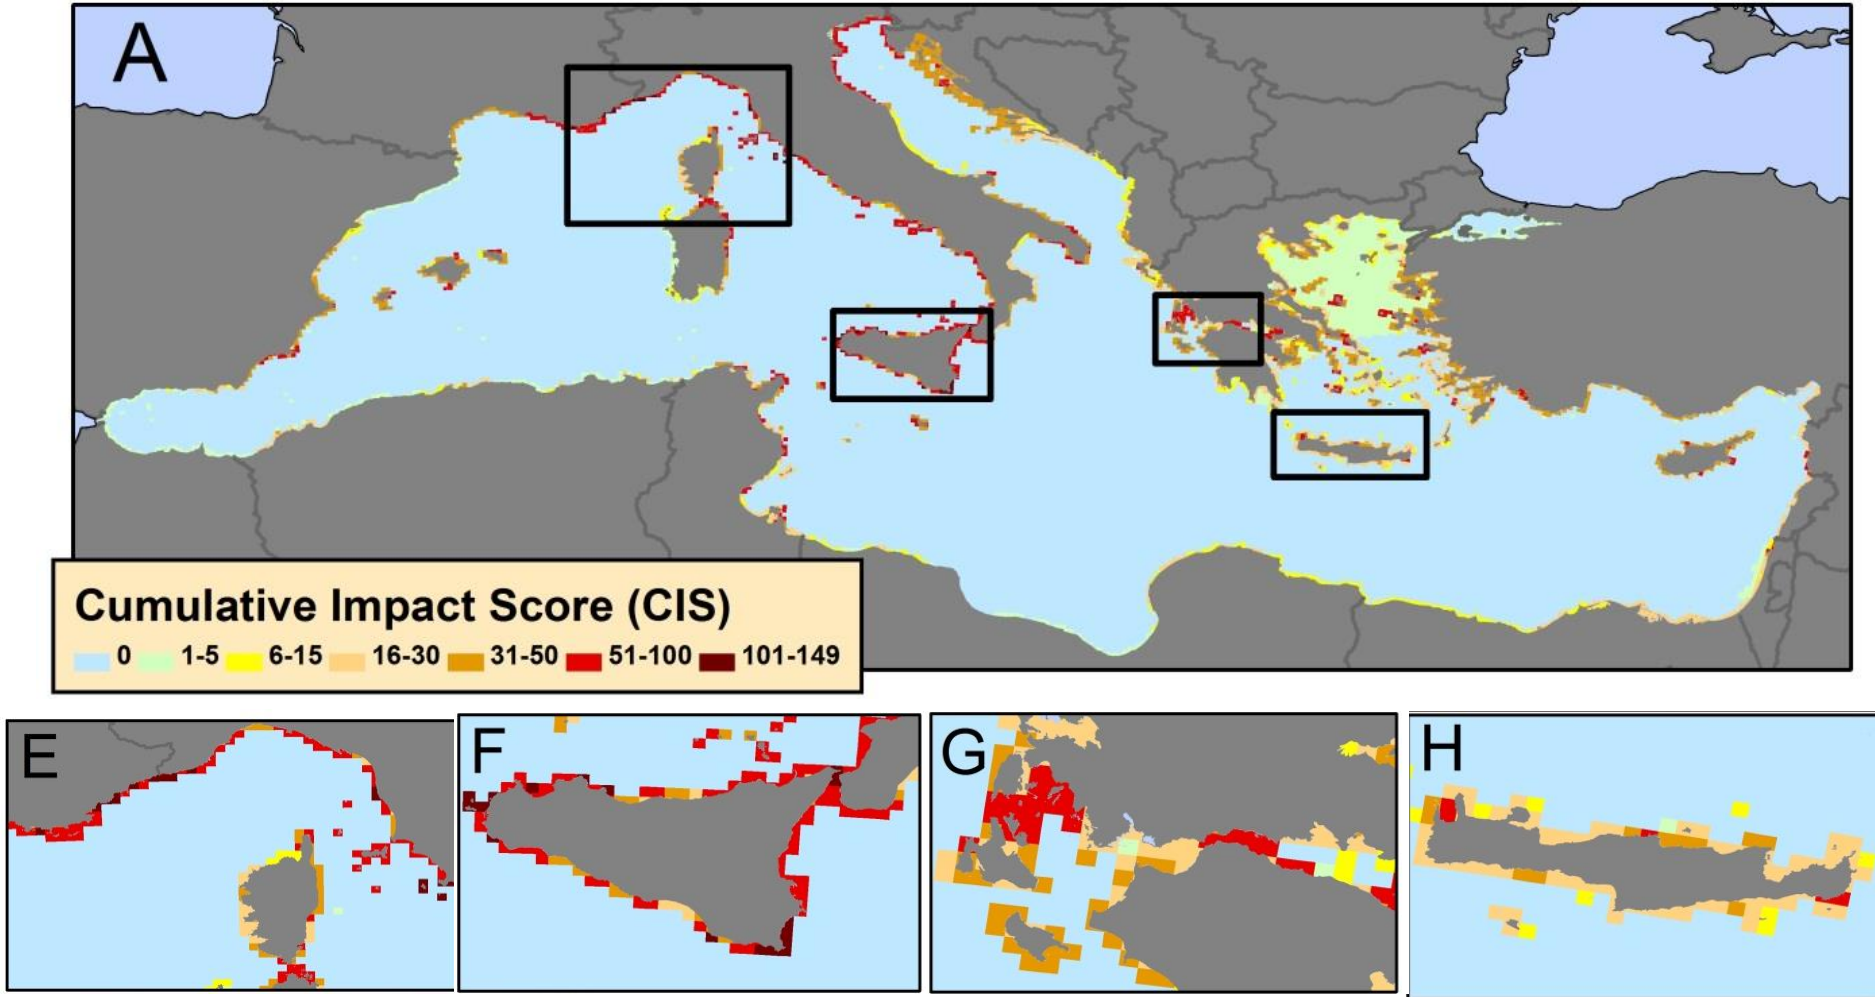 A
Cumulative Impact Score (CIS)
0 1-5 6-15 16-30 31-50 51-100 101-149
E F G H